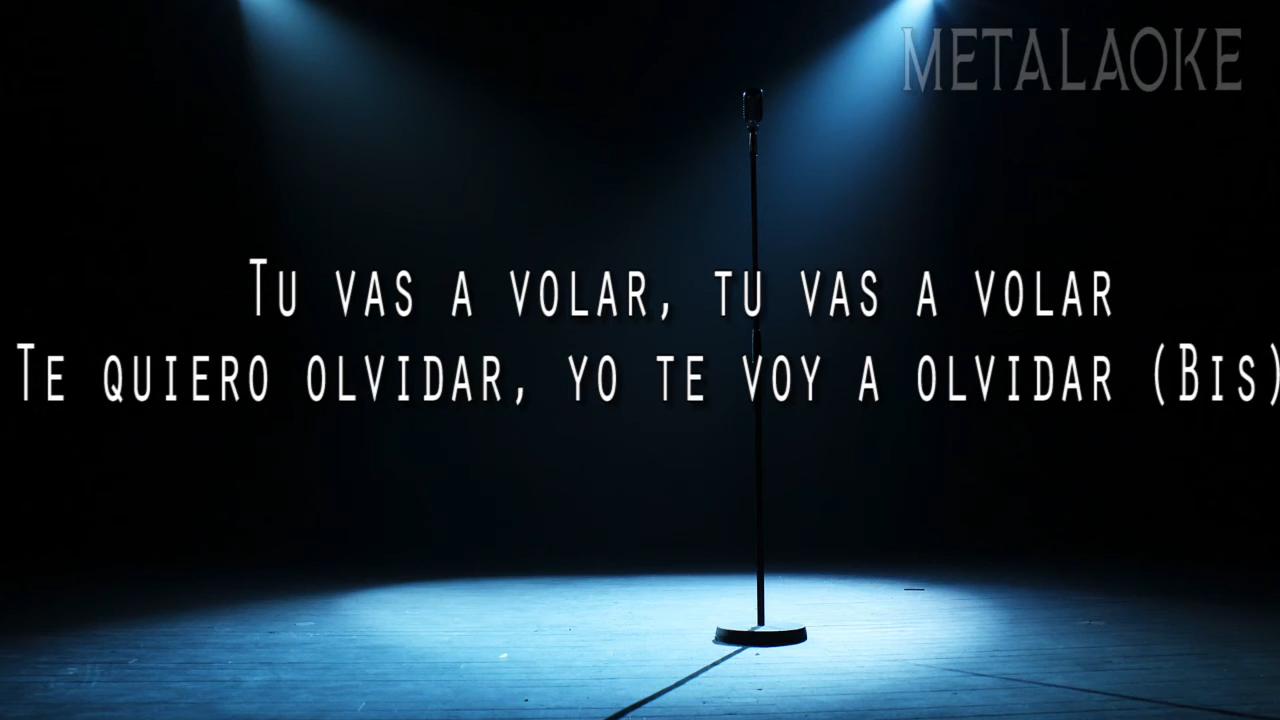 METALAOKE
Tu vas a volar, tu vas a volar
Te quiero olvidar, yo te voy a olvidar (Bis)